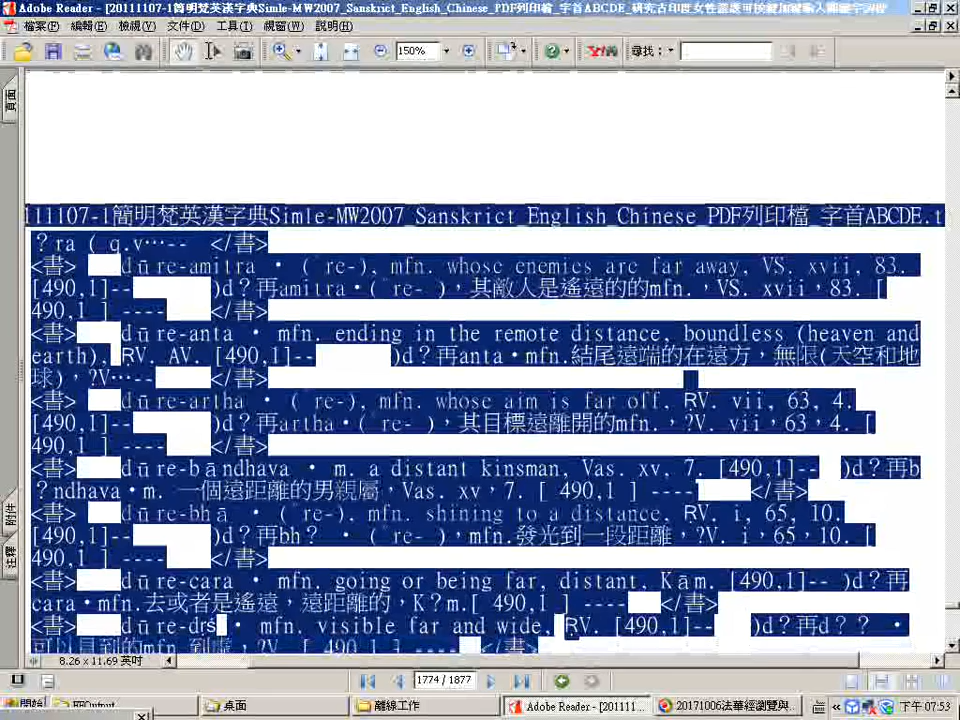 Adobe Reader - [20111107-1簡明梵英漢字典Simle-MW2007_Sanskrict_English_Chinese_PDF列印檔_字首ABCDE_
檔案(F) 編輯(E) 檢視(V) 文件(D) 工具(T) 視窗(W) 說明(H)
150% 尋找:
頁面
111107-1簡明梵英漢字典Simle-MW2007_Sanskrict_English_Chinese_PDF列印檔_字首ABCDE.t
?ra ( q.v…-- </書>
<書> dūre-amitra ‧ ( re-), mfn. whose enemies are far away, VS. xvii, 83.
[490,1]-- )d?再amitra‧( re- ),其敵人是遙遠的的mfn.,VS. xvii,83. [
490,1 ] ---- </書>
<書> dūre-anta ‧ mfn. ending in the remote distance, boundless (heaven and
earth), RV. AV. [490,1]-- )d?再anta‧mfn.結尾遠端的在遠方,無限(天空和地
球),?V…-- </書>
<書> dūre-artha ‧ ( re-), mfn. whose aim is far off, RV. vii, 63, 4.
[490,1]-- )d?再artha‧( re- ),其目標遠離開的mfn.,?V. vii,63,4. [
490,1 ] ---- </書>
<書> dūre-bāndhava ‧ m. a distant kinsman, Vas. xv, 7. [490,1]-- )d?再b
?ndhava‧m. 一個遠距離的男親屬,Vas. xv,7. [ 490,1 ] ---- </書>
<書> dūre-bhā ‧ ( re-), mfn. shining to a distance, RV. i, 65, 10.
[490,1]-- )d?再bh? ‧( re- ),mfn.發光到一段距離,?V. i,65,10. [
490,1 ] ---- </書>
<書> dūre-cara ‧ mfn. going or being far, distant, Kām. [490,1]-- )d?再
cara‧mfn.去或者是遙遠,遠距離的,K?m.[ 490,1 ] ---- </書>
<書> dūre-drś ‧ mfn. visible far and wide, RV. [490,1]-- )d?再d?? ‧
可以見到的mfn.到處,?V. [ 490,1 ] ---- </書>
附件
注釋
8.26 x 11.69 英吋
1774 / 1877
開始 桌面 離線工作 Adobe Reader - [201111... 20171006法華經瀏覽與... 下午 07:53